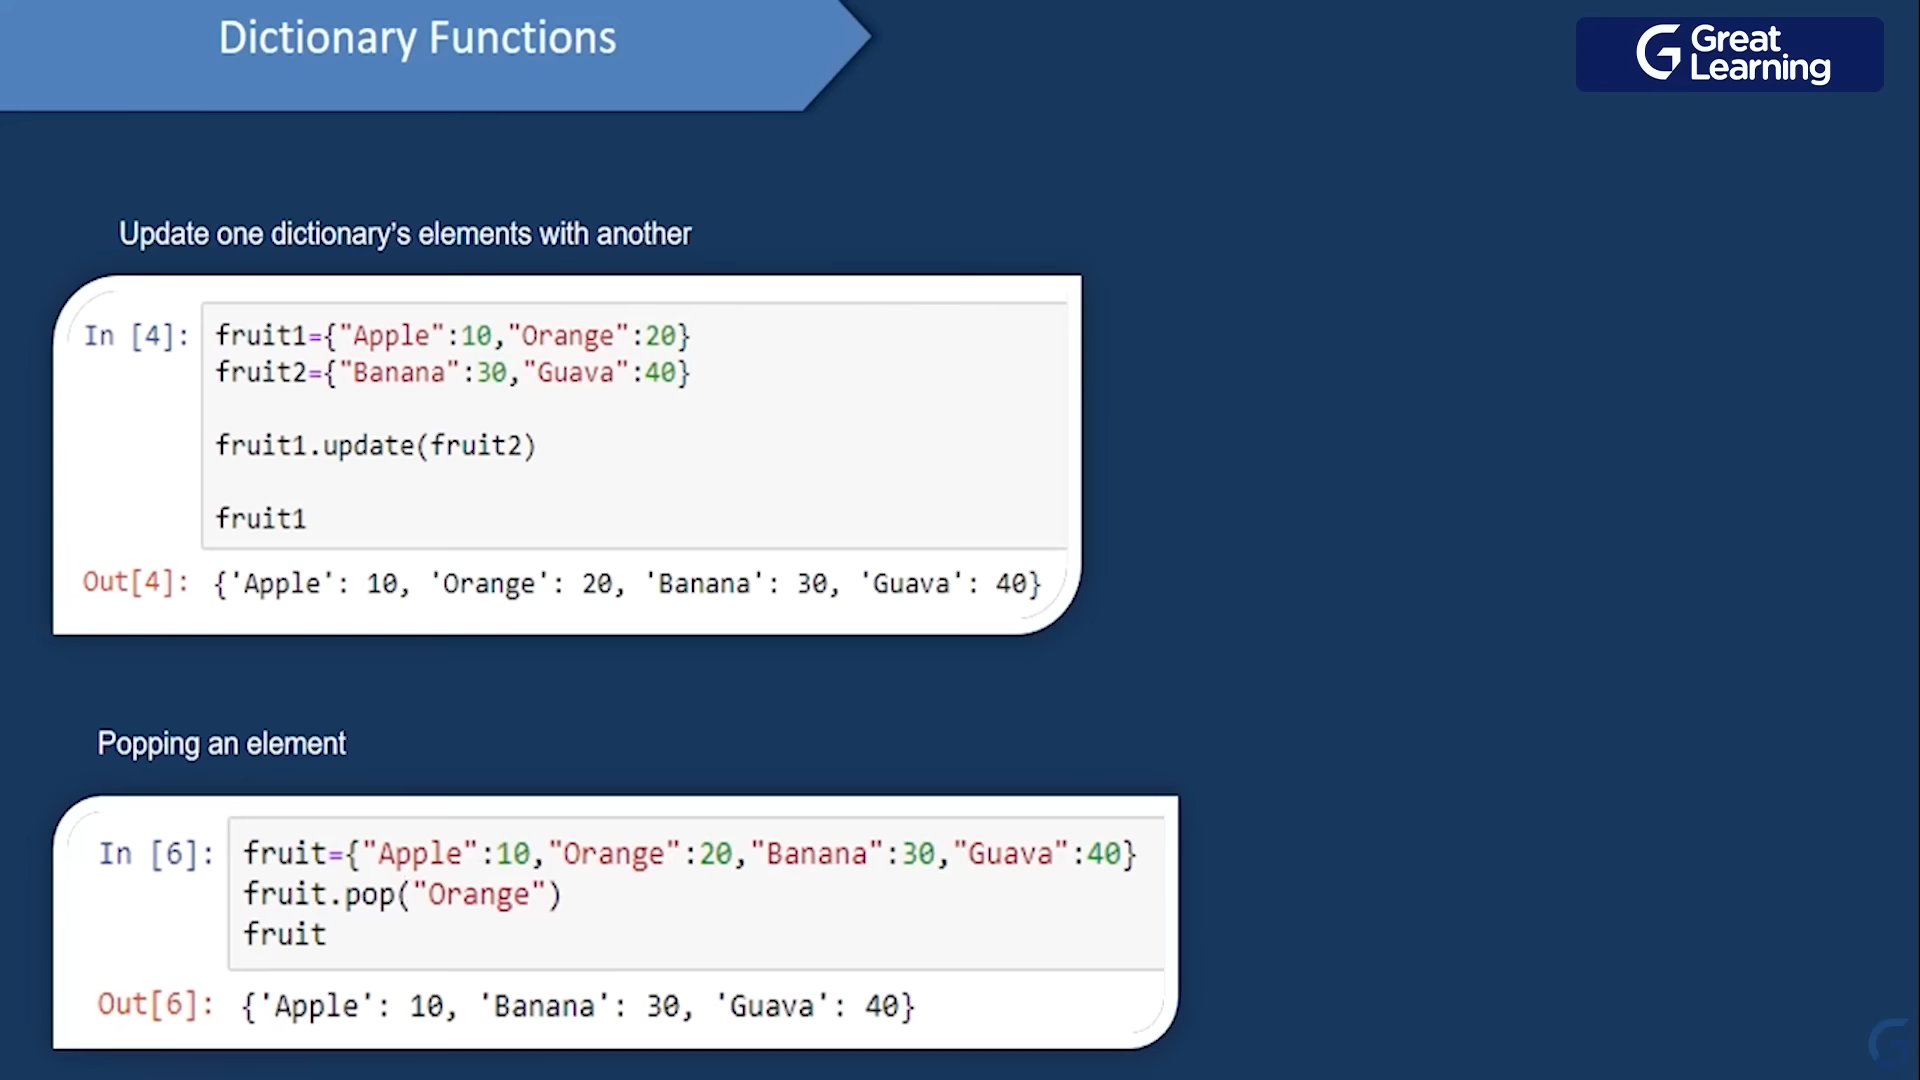 Dictionary Functions
Great
Learning
Update one dictionary's elements with another
In [4]: fruit1={"Apple":10,"Orange":20}
fruit2={"Banana":30,"Guava":40}
fruit1.update(fruit2)
fruit1
Out[4]: {'Apple': 10, 'Orange': 20, 'Banana': 30, 'Guava': 40}
Popping an element
In [6]: fruit={"Apple":10,"Orange":20,"Banana":30,"Guava":40}
fruit.pop("Orange")
fruit
Out[6]: {'Apple': 10, 'Banana': 30, 'Guava': 40}